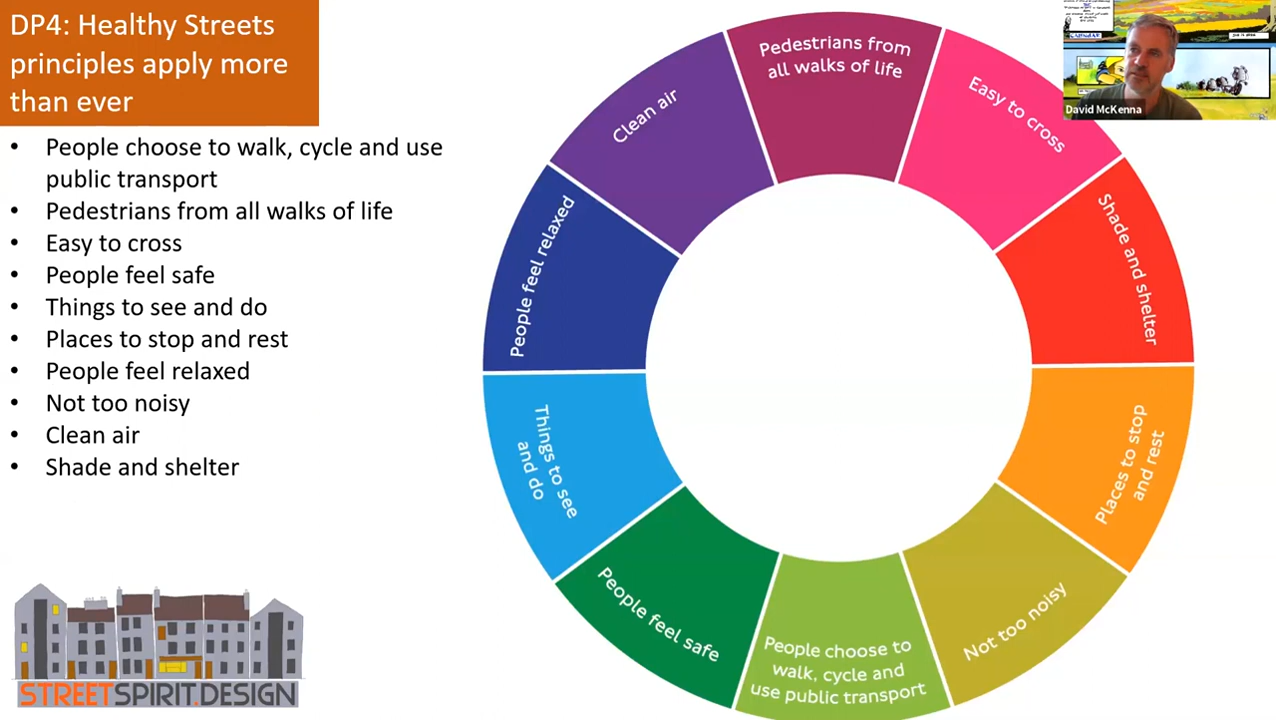 DP4: Healthy Streets
principles apply more
than ever
• People choose to walk, cycle and use
public transport
• Pedestrians from all walks of life
• Easy to cross
• People feel safe
• Things to see and do
• Places to stop and rest
• People feel relaxed
• Not too noisy
• Clean air
• Shade and shelter
STREETSPIRIT.DESIGN
Pedestrians from
all walks of life
Easy to cross
Shade and shelter
Places to stop
and rest
Not too noisy
People choose to
walk, cycle and
use public transport
People feel safe
Things to see
and do
People feel relaxed
Clean air
David McKenna